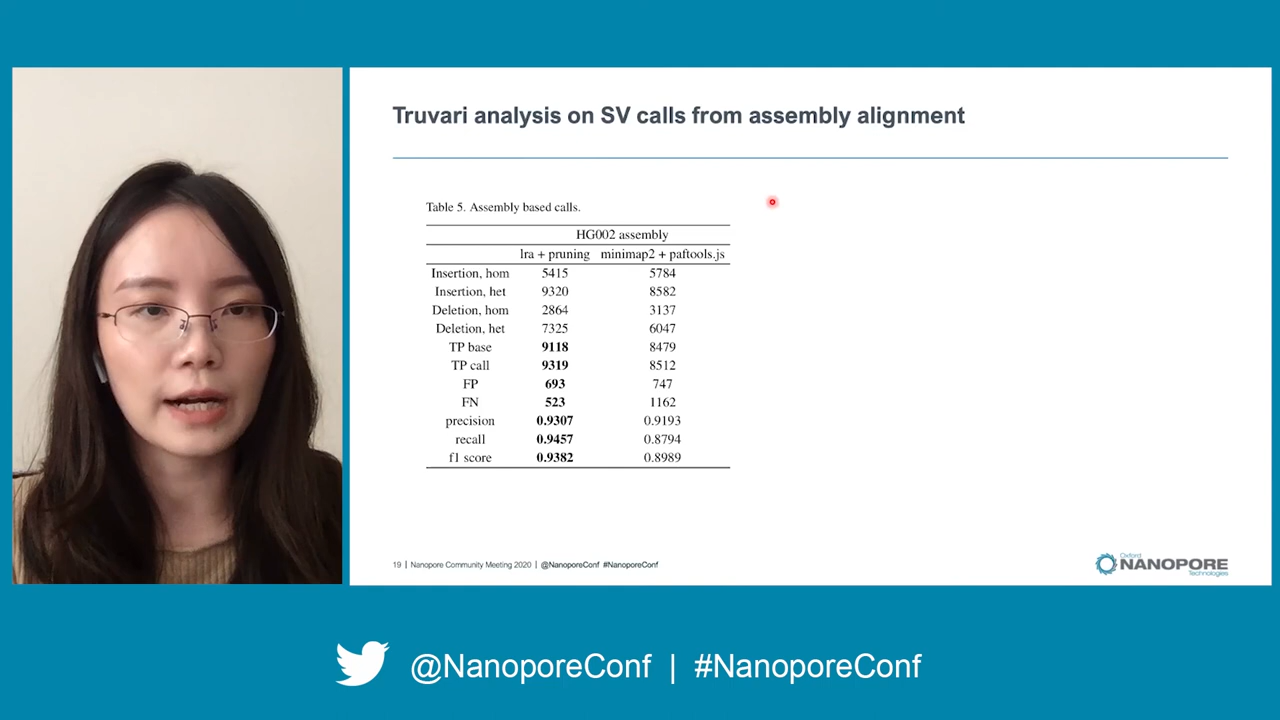 Truvari analysis on SV calls from assembly alignment
Table 5. Assembly based calls.
HG002 assembly
lra + pruning minimap2 + paftools.js
Insertion, hom 5415 5784
Insertion, het 9320 8582
Deletion, hom 2864 3137
Deletion, het 7325 6047
TP base 9118 8479
TP call 9319 8512
FP 693 747
FN 523 1162
precision 0.9307 0.9193
recall 0.9457 0.8794
f1 score 0.9382 0.8989
19 | Nanopore Community Meeting 2020 | @NanoporeConf #NanoporeConf
Oxford
NANOPORE
Technologies
@NanoporeConf | #NanoporeConf